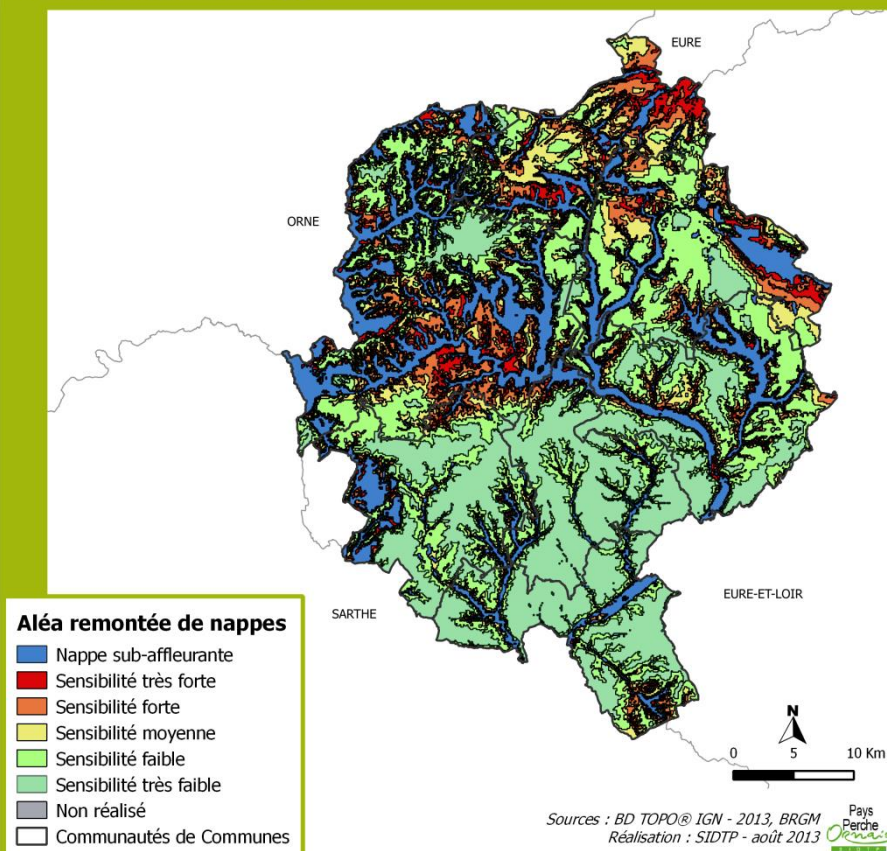 EURE
ORNE
SARTHE
EURE-ET-LOIR
Aléa remontée de nappes
Nappe sub-affleurante
Sensibilité très forte
Sensibilité forte
Sensibilité moyenne
Sensibilité faible
Sensibilité très faible
Non réalisé
Communautés de Communes
N
0 5 10 Km
Sources : BD TOPO® IGN - 2013, BRGM
Réalisation : SIDTP - août 2013
Pays
Perche
Ornais